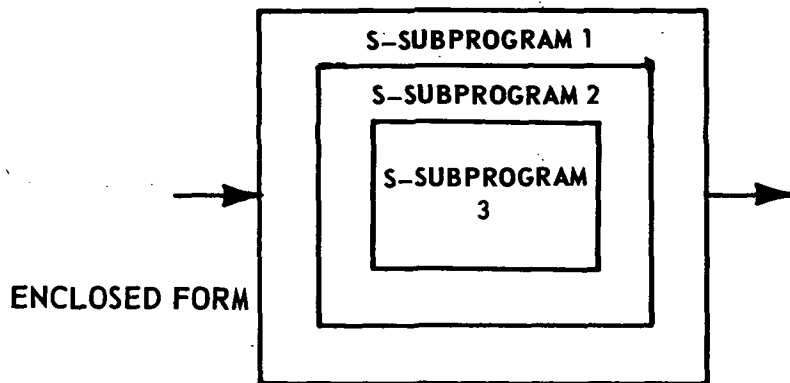 S-SUBPROGRAM 1
S-SUBPROGRAM 2
S-SUBPROGRAM
3
ENCLOSED FORM